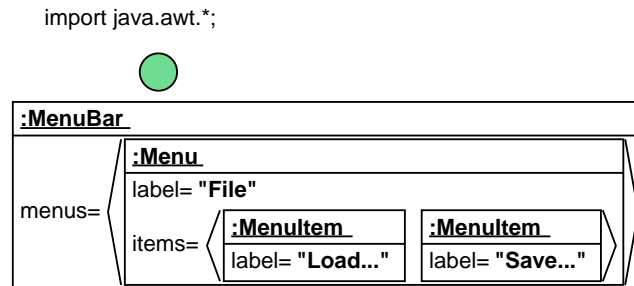 import java.awt.*;
:MenuBar
:Menu
label= "File"
menus=
items=
:MenuItem
label= "Load..."
:MenuItem
label= "Save..."